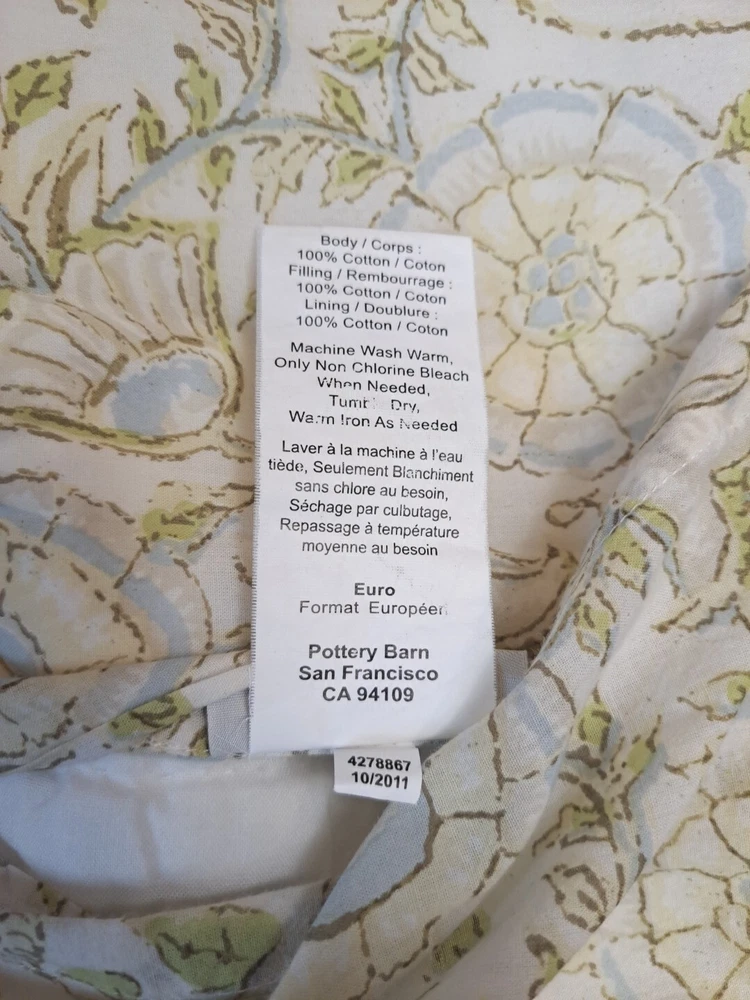 Body / Corps :
100% Cotton / Coton
Filling / Rembourrage :
100% Cotton / Coton
Lining / Doublure :
100% Cotton / Coton
Machine Wash Warm,
Only Non Chlorine Bleach
When Needed,
Dry,
Warm Iron As Needed
Laver à la machine à l'eau
tiède, Seulement Blanchiment
sans chlore au besoin,
Séchage par culbutage,
Repassage à température
moyenne au besoin
Euro
Format Européen
Pottery Barn
San Francisco
CA 94109
4278867
10/2011